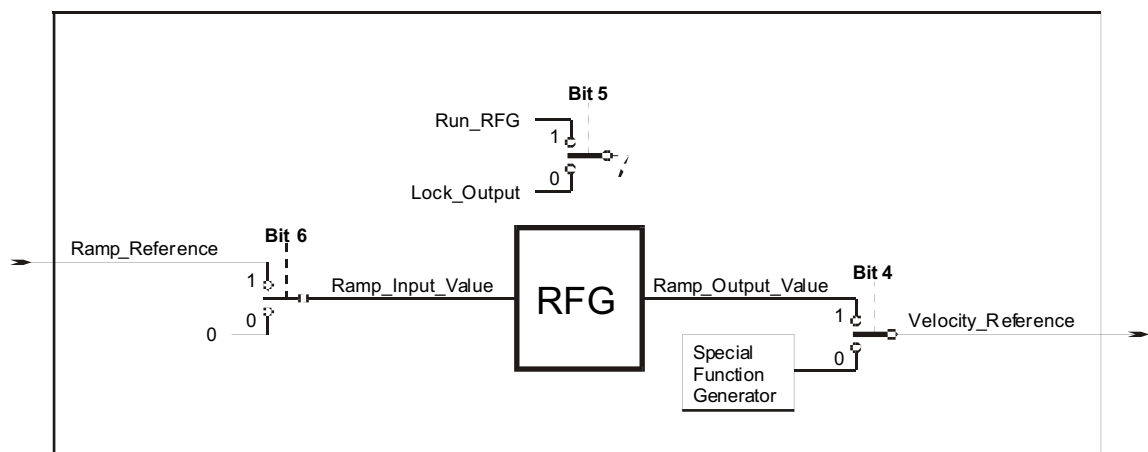 Bit 5
Run_RFG
1
0
Lock_Output
Ramp_Reference
Bit 6
1
0
0
Ramp_Input_Value
RFG
Ramp_Output_Value
Bit 4
1
0
Velocity_Reference
Special
Function
Generator